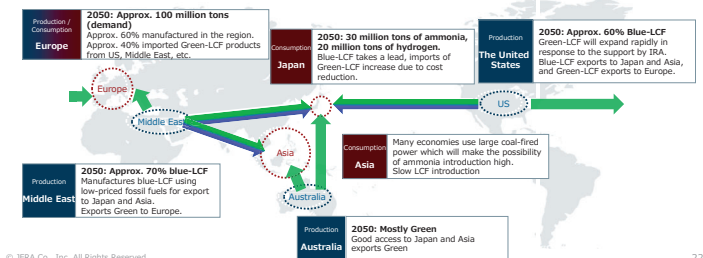 Production /
Consumption
Europe
2050: Approx. 100 million tons
(demand)
Approx. 60% manufactured in the region.
Approx. 40% imported Green-LCF products
from US, Middle East, etc.
Consumption
Japan
2050: 30 million tons of ammonia,
20 million tons of hydrogen.
Blue-LCF take a lead, imports of
Green-LCF increase due to cost
reduction.
Production
The United
States
2050: Approx. 60% Blue-LCF
Green-LCF will expand rapidly in
response to the support by IRA.
Blue-LCF exports to Japan and Asia,
and Green-LCF exports to Europe.
Europe
Middle East
US
Asia
Australia
Consumption
Asia
Many economies use large coal-fired
power which will make the possibility
of ammonia introduction high.
Slow LCF introduction
Production
Middle East
2050: Approx. 70% blue-LCF
Manufactures blue-LCF using
low-priced fossil fuels for export
to Japan and Asia.
Exports Green to Europe.
Production
Australia
2050: Mostly Green
Good access to Japan and Asia
exports Green
© JERA Co., Inc. All Rights Reserved
22